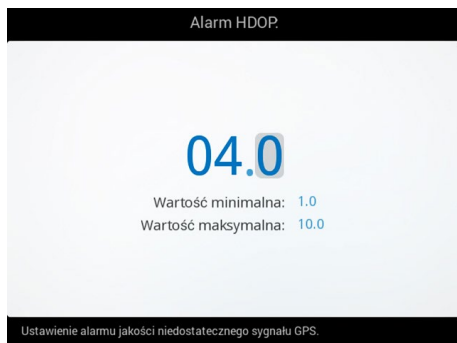 Alarm HDOP.
04.0
Wartość minimalna: 1.0
Wartość maksymalna: 10.0
Ustawienie alarmu jakości niedostatecznego sygnału GPS.